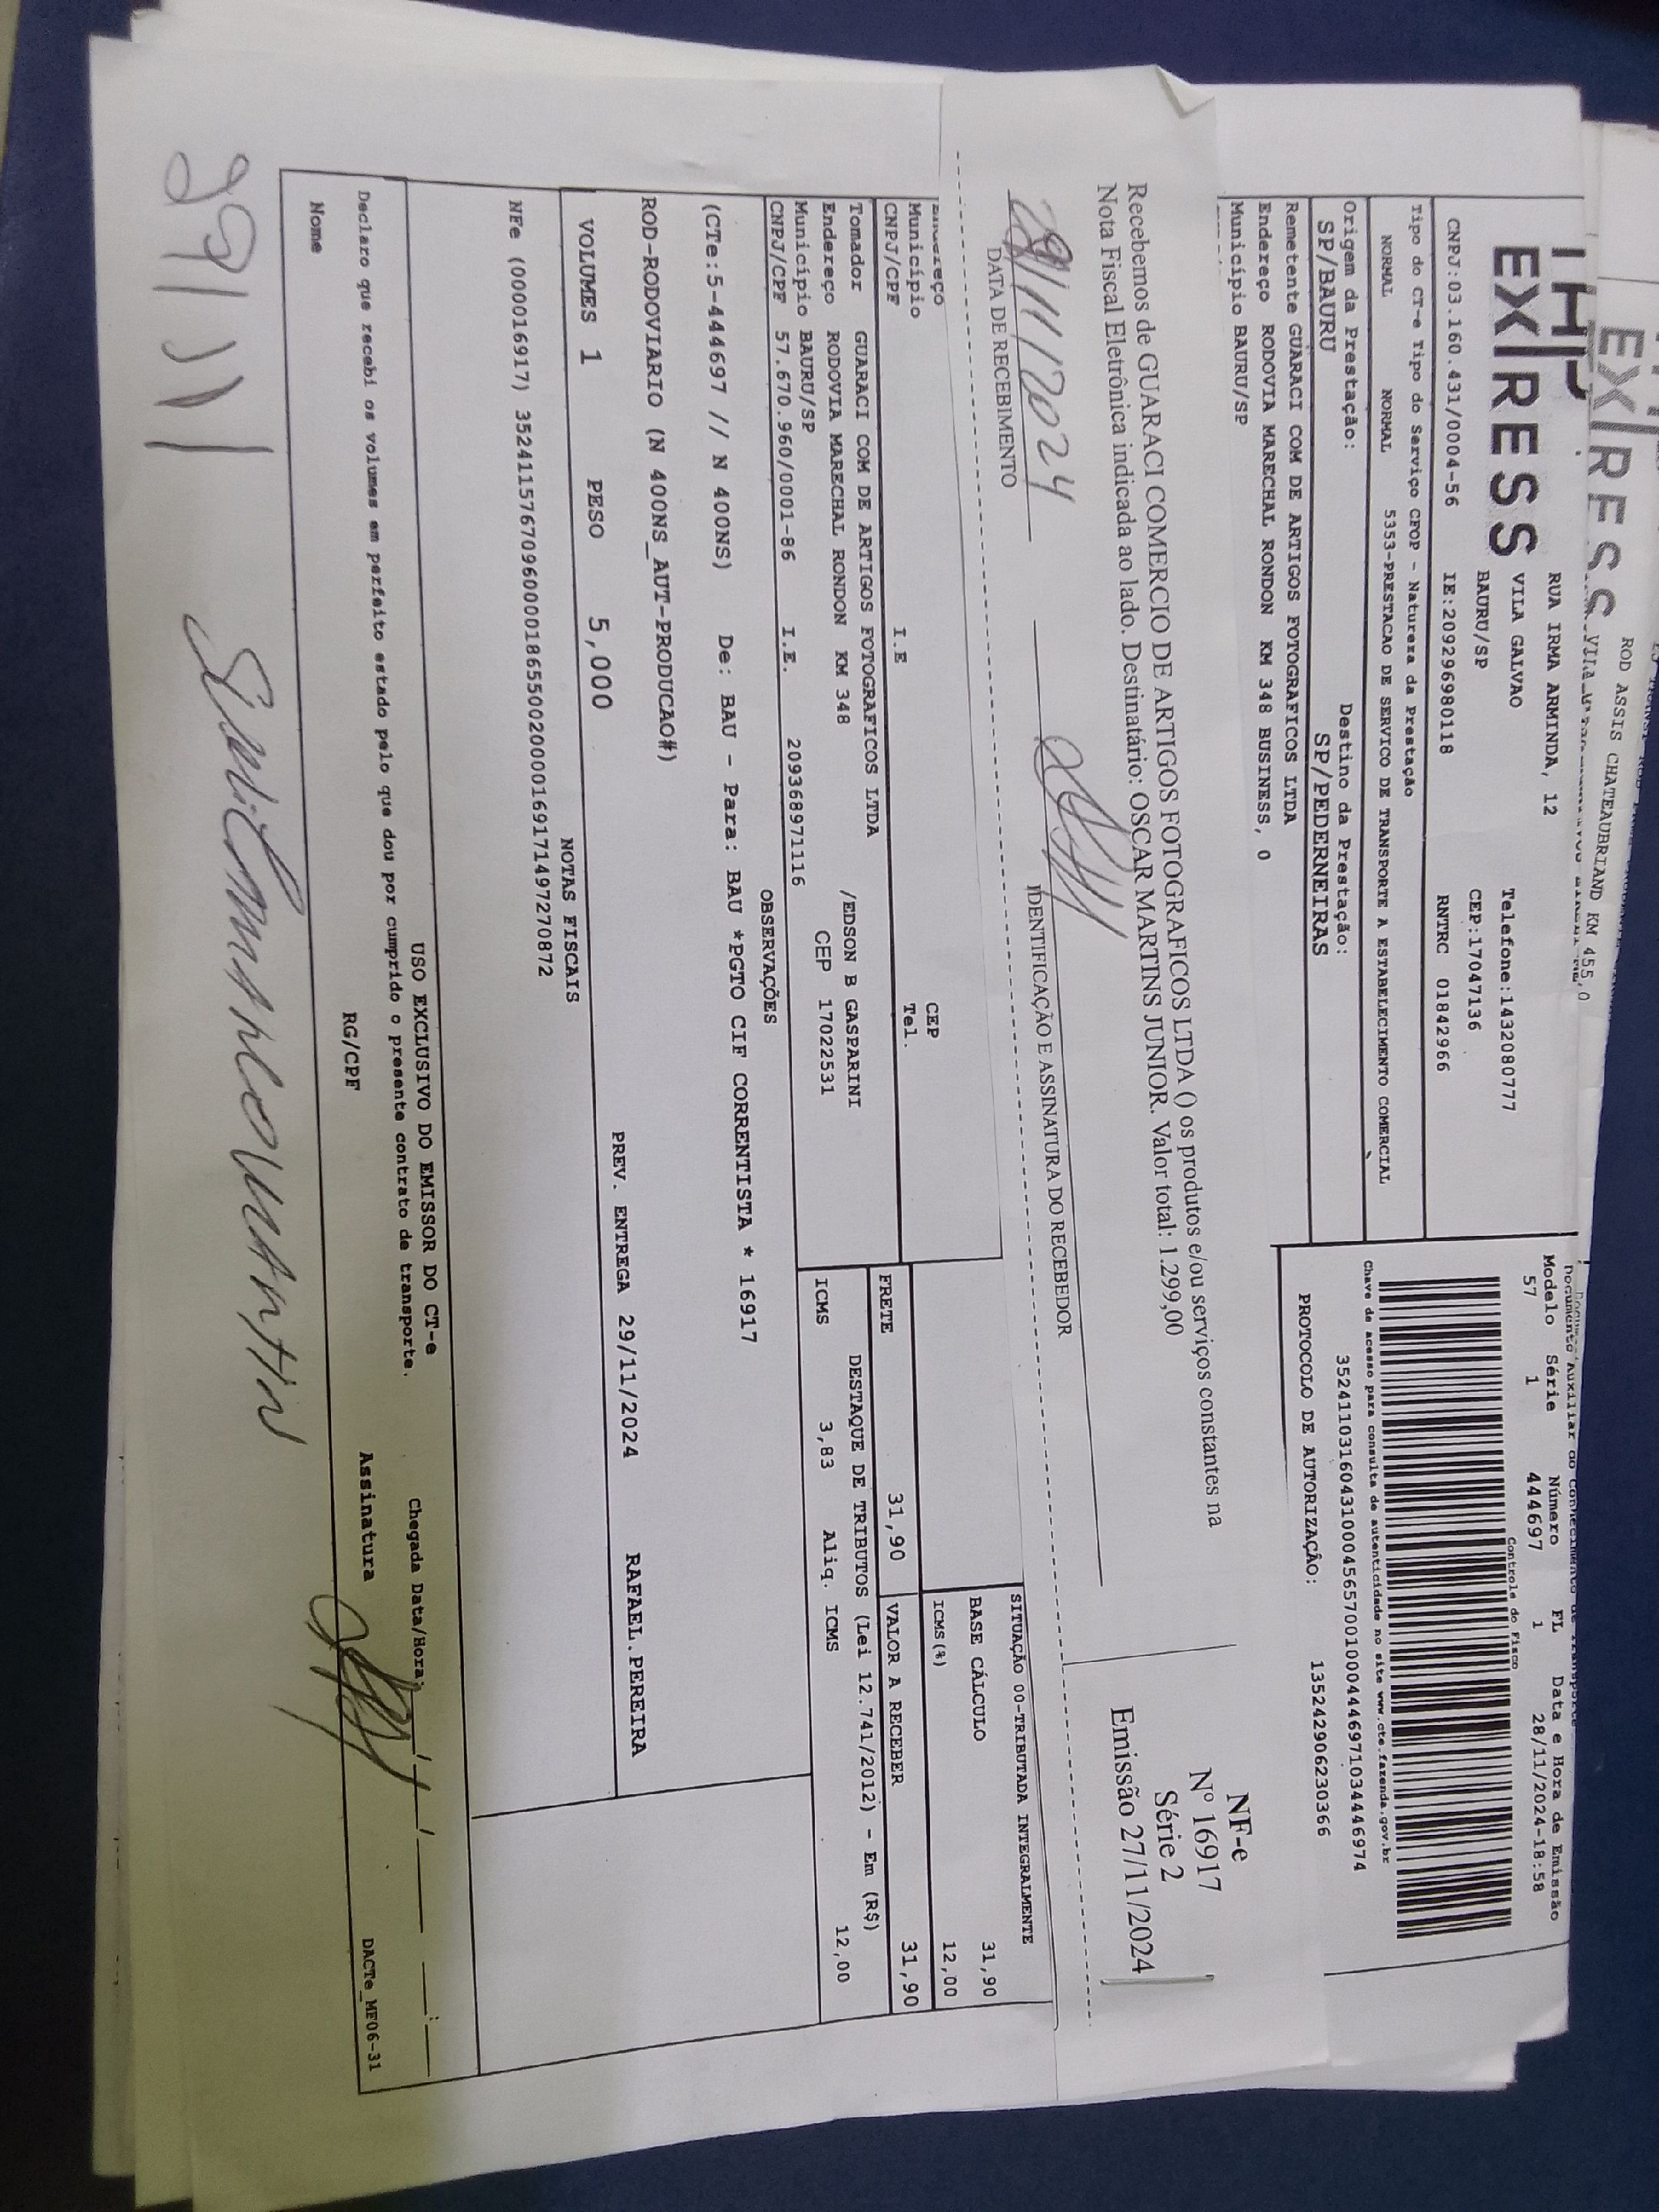 EXPRESS
ROD ASSIS CHATEAUBRIAND KM 455,0
EXPRESS
RUA IRMA ARMINDA, 12
VILA GALVAO
BAURU/SP
Telefone:1432080777
CEP:17047136
CNPJ:03.160.431/0004-56 IE:209296980118 RNTRC 01842966
Modelo Série Número FL Data e Hora de Emissão
57 1 444697 1 28/11/2024-18:58
Controle do Fisco
Chave de acesso para consulta de autenticidade no site www.cte.fazenda.gov.br
35241103160431000456570010004446971034446974
PROTOCOLO DE AUTORIZAÇÃO:
135242906230366
Tipo do CT-e Tipo do Serviço CFOP - Natureza da Prestação
NORMAL NORMAL 5353-PRESTACAO DE SERVICO DE TRANSPORTE A ESTABELECIMENTO COMERCIAL
Origem da Prestação: Destino da Prestação:
SP/BAURU SP/PEDERNEIRAS
Remetente GUARACI COM DE ARTIGOS FOTOGRAFICOS LTDA
Endereço RODOVIA MARECHAL RONDON KM 348 BUSINESS, 0
Município BAURU/SP
Recebemos de GUARACI COMERCIO DE ARTIGOS FOTOGRAFICOS LTDA () os produtos e/ou serviços constantes na
Nota Fiscal Eletrônica indicada ao lado. Destinatário: OSCAR MARTINS JUNIOR. Valor total: 1.299,00
NF-e
Nº 16917
Série 2
Emissão 27/11/2024
29/11/2024
DATA DE RECEBIMENTO
IDENTIFICAÇÃO E ASSINATURA DO RECEBEDOR
Endereço
Município CEP
CNPJ/CPF I.E Tel.
SITUAÇÃO 00-TRIBUTADA INTEGRALMENTE
BASE CÁLCULO 31,90
ICMS(%) 12,00
FRETE 31,90 VALOR A RECEBER 31,90
Tomador GUARACI COM DE ARTIGOS FOTOGRAFICOS LTDA /EDSON B GASPARINI
Endereço RODOVIA MARECHAL RONDON KM 348
Município BAURU/SP CEP 17022531
CNPJ/CPF 57.670.960/0001-86 I.E. 209368971116
DESTAQUE DE TRIBUTOS (Lei 12.741/2012) - Em (R$)
ICMS 3,83 Aliq. ICMS 12,00
OBSERVAÇÕES
(CTe:5-444697 // N 400NS) De: BAU - Para: BAU *PGTO CIF CORRENTISTA * 16917
ROD-RODOVIARIO (N 400NS_AUT-PRODUCAO#)
VOLUMES 1 PESO 5,000 PREV. ENTREGA 29/11/2024 RAFAEL.PEREIRA
NOTAS FISCAIS
NFe (000016917) 35241157670960000186550020000169171497270872
USO EXCLUSIVO DO EMISSOR DO CT-e
Declaro que recebi os volumes em perfeito estado pelo que dou por cumprido o presente contrato de transporte.
Chegada Data/Hora
Nome RG/CPF Assinatura
DACTe_MF06-31
29/11